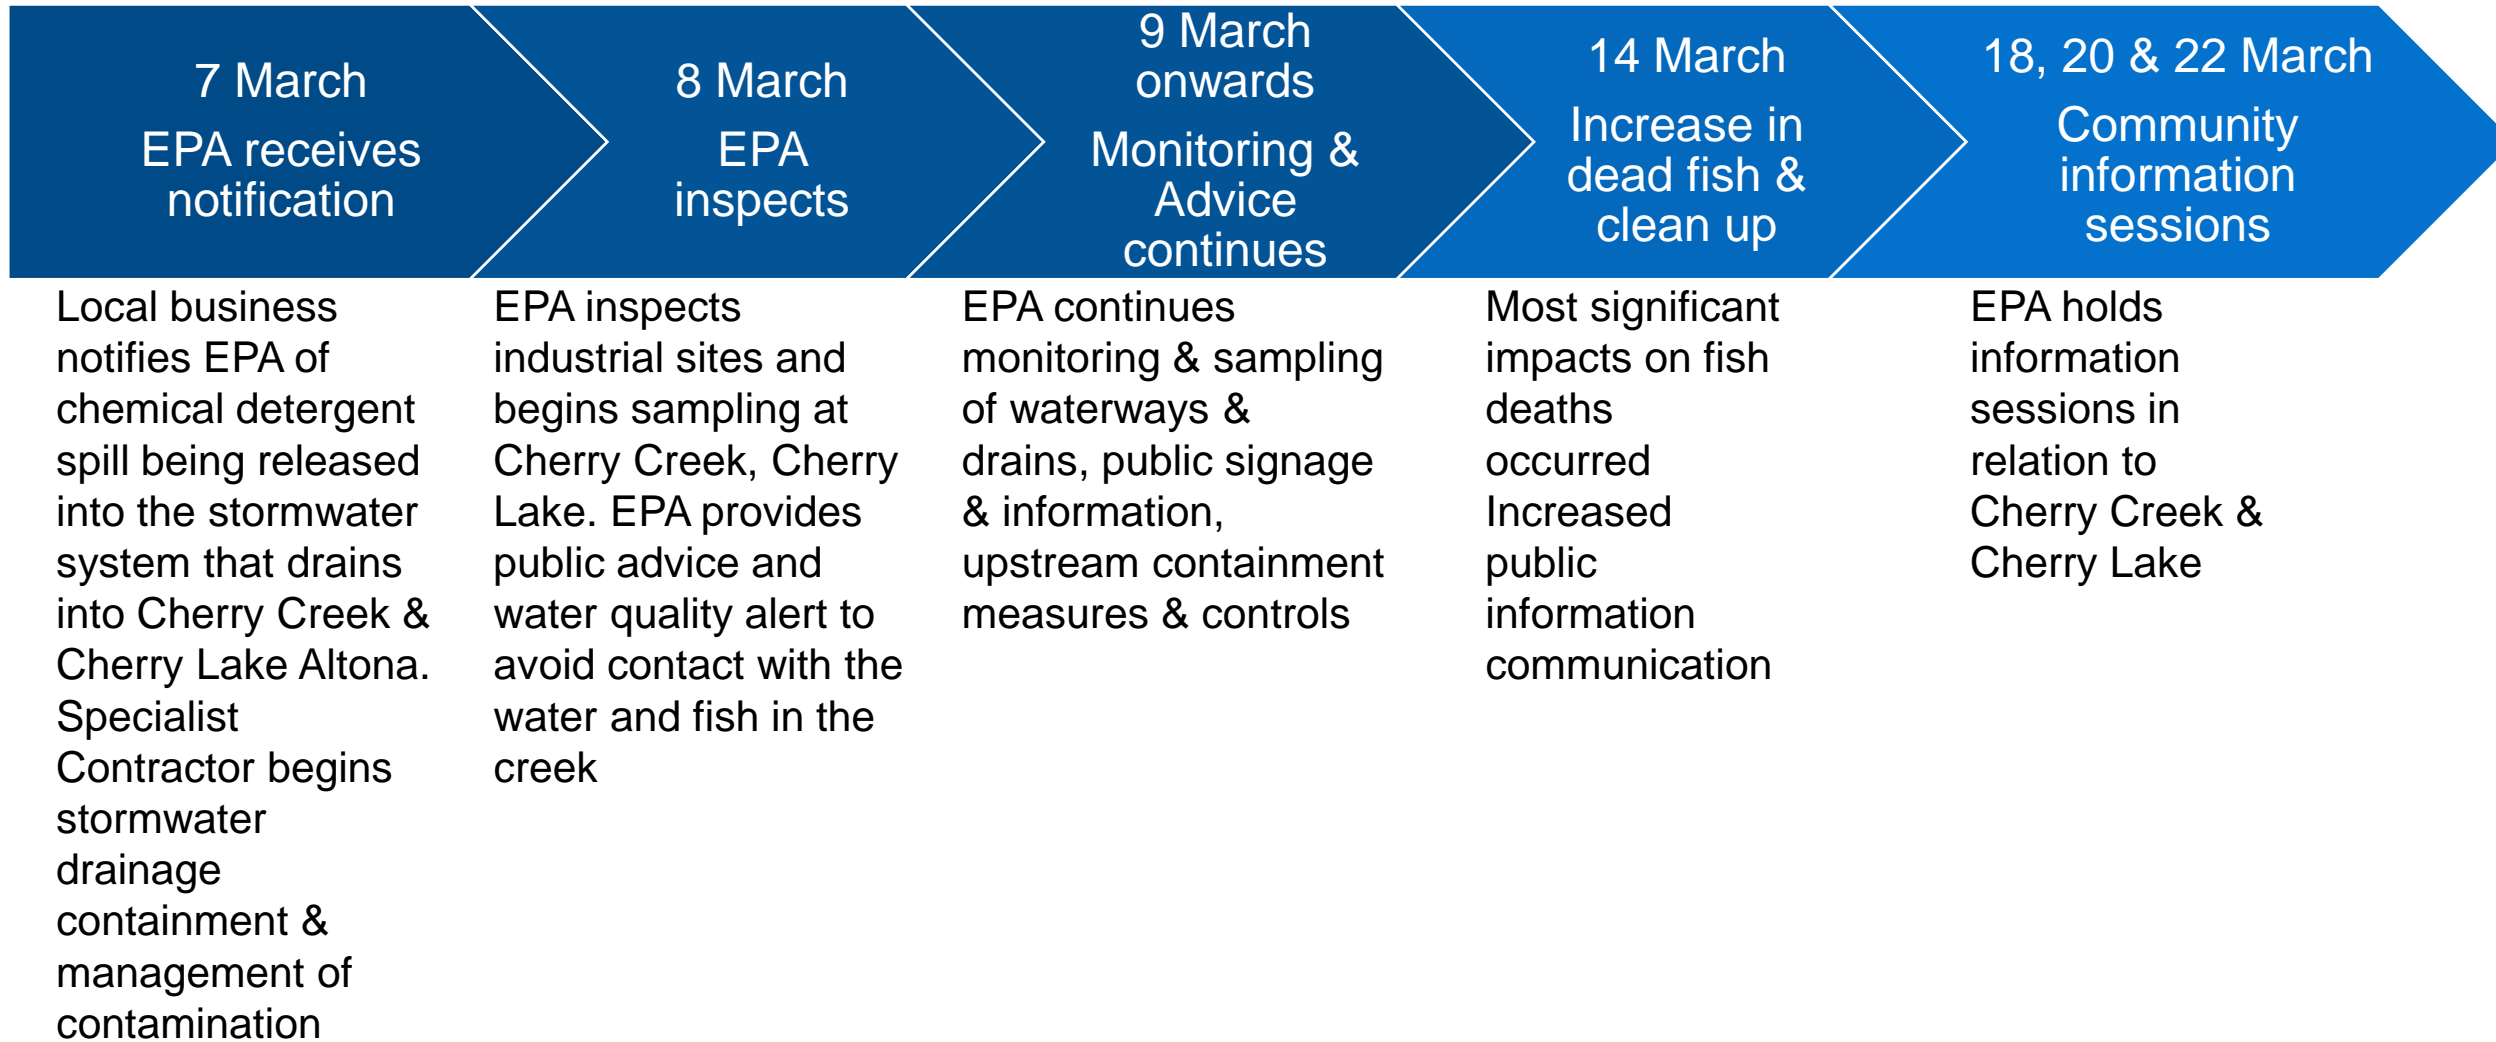 7 March
EPA receives
notification
8 March
EPA
inspects
9 March
onwards
Monitoring &
Advice
continues
14 March
Increase in
dead fish &
clean up
18, 20 & 22 March
Community
information
sessions
Local business
notifies EPA of
chemical detergent
spill being released
into the stormwater
system that drains
into Cherry Creek &
Cherry Lake Altona.
Specialist
Contractor begins
stormwater
drainage
containment &
management of
contamination
EPA inspects
industrial sites and
begins sampling at
Cherry Creek, Cherry
Lake. EPA provides
public advice and
water quality alert to
avoid contact with the
water and fish in the
creek
EPA continues
monitoring & sampling
of waterways &
drains, public signage
& information,
upstream containment
measures & controls
Most significant
impacts on fish
deaths
occurred
Increased
public
information
communication
EPA holds
information
sessions in
relation to
Cherry Creek &
Cherry Lake